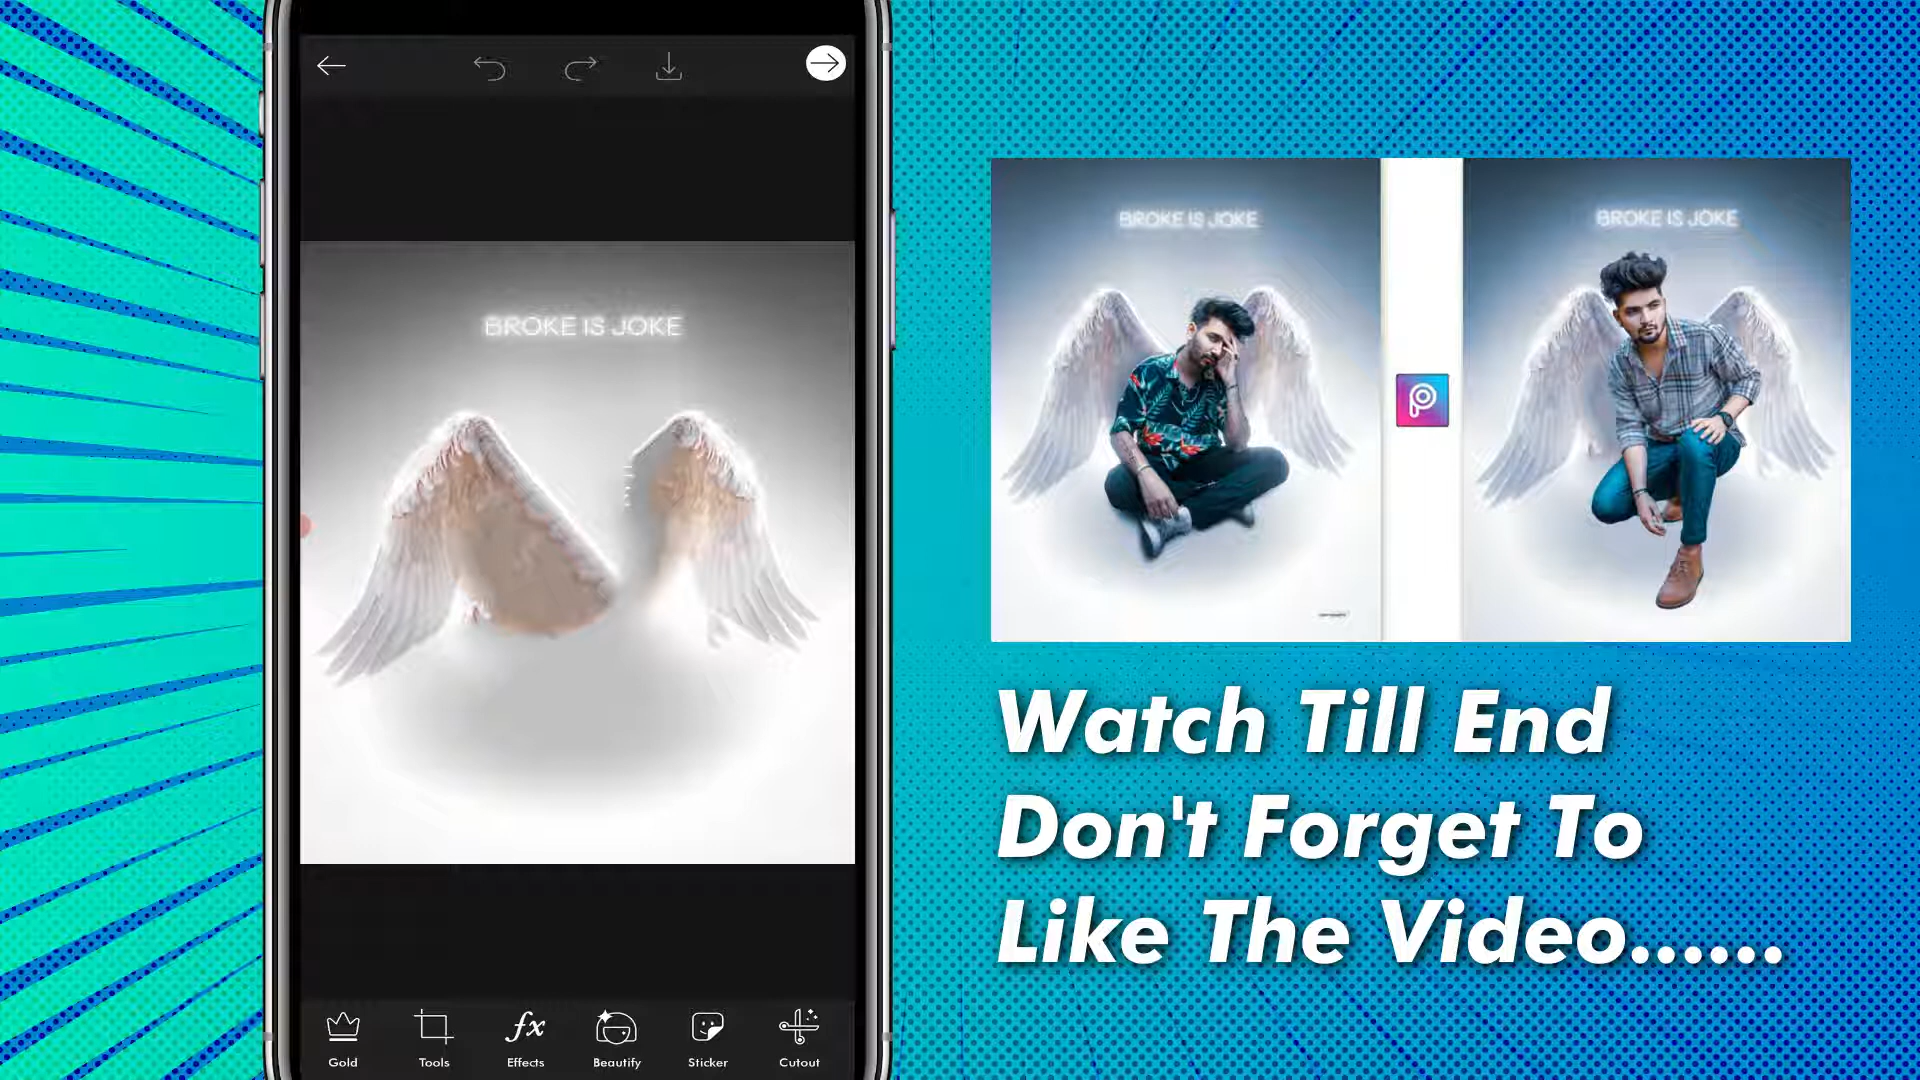 BROKE IS JOKE
Gold
Tools
Effects
Beautify
Sticker
Cutout
BROKE IS JOKE
BROKE IS JOKE
Watch Till End
Don't Forget To
Like The Video......